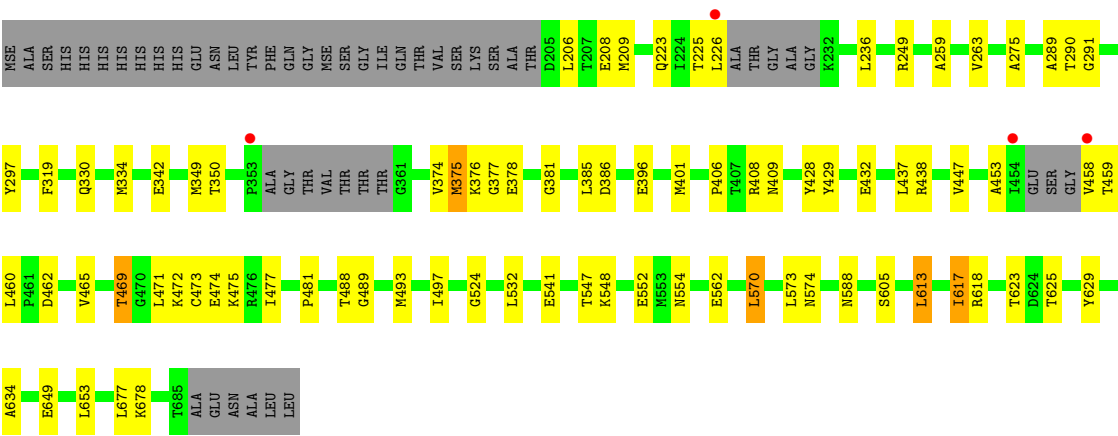 MSE ALA SER HIS HIS HIS HIS HIS HIS GLU ASN LEU TYR PHE GLN GLY MSE SER GLY ILE GLN THR VAL SER LYS SER ALA THR D205 L206 T207 E208 M209 Q223 I224 T225 L226 ALA THR GLY ALA GLY K232 L236 R249 A259 V263 A275 A289 T290 G291
Y297 F319 Q330 M334 E342 M349 T350 P353 ALA GLY THR VAL THR THR THR G361 V374 M375 K376 G377 E378 G381 L385 D386 E396 M401 P406 T407 R408 N409 Y428 Y429 E432 L437 R438 V447 A453 I454 GLU SER GLY V458 T459
L460 P461 D462 V465 T469 G470 L471 K472 C473 E474 K475 R476 I477 P481 T488 G489 M493 I497 G524 L532 E541 T547 K548 E552 M553 N554 E562 L570 L573 N574 N588 S605 L613 I617 R618 T623 D624 T625 Y629
A634 E649 L653 L677 K678 T685 ALA GLU ASN ALA LEU LEU